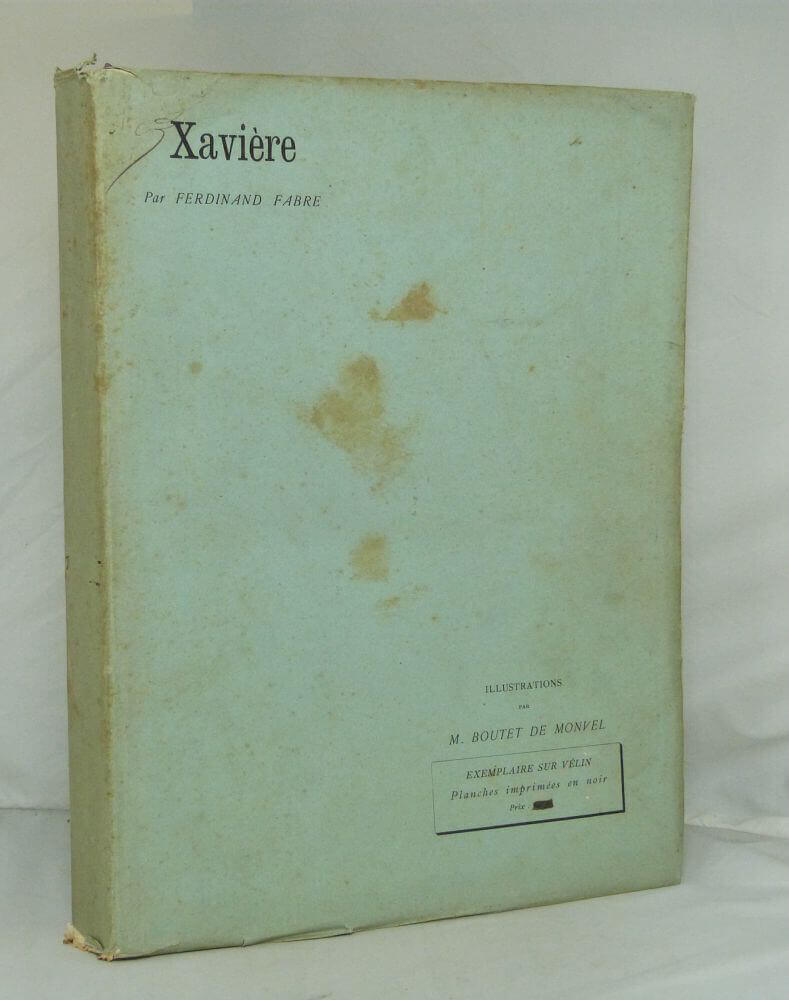 Xavière
Par FERDINAND FABRE
ILLUSTRATIONS
PAR
M. BOUTET DE MONVEL
EXEMPLAIRE SUR VÉLIN
Planches imprimées en noir
Prix